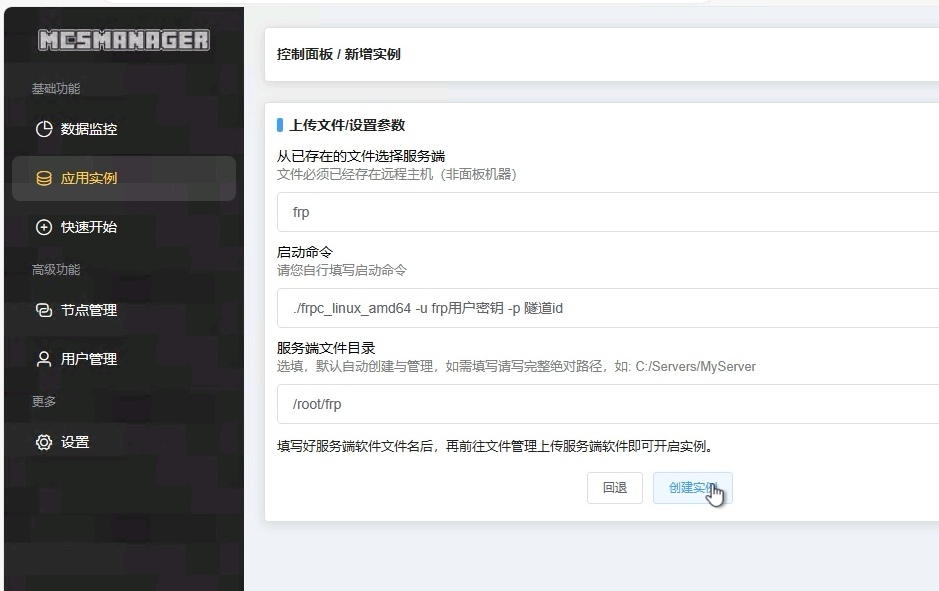 MCSMANAGER
基础功能
数据监控
应用实例
快速开始
高级功能
节点管理
用户管理
更多
设置
控制面板 / 新增实例
上传文件/设置参数
从已存在的文件选择服务端
文件必须已经存在远程主机（非面板机器）
frp
启动命令
请您自行填写启动命令
./frpc_linux_amd64 -u frp用户密钥 -p 隧道id
服务端文件目录
选填，默认自动创建与管理，如需填写请写完整绝对路径，如: C:/Servers/MyServer
/root/frp
填写好服务端软件文件名后，再前往文件管理上传服务端软件即可开启实例。
回退
创建实例